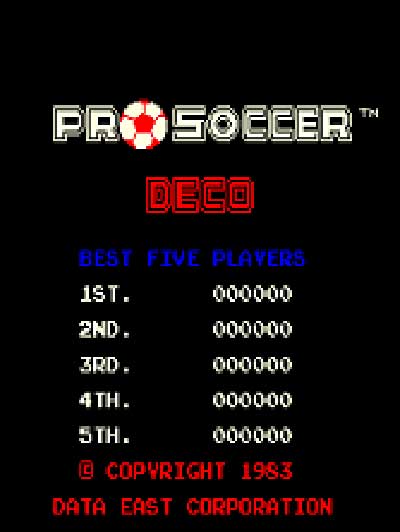 PRO SOCCER™
DECO
BEST FIVE PLAYERS
1ST. 000000
2ND. 000000
3RD. 000000
4TH. 000000
5TH. 000000
© COPYRIGHT 1983
DATA EAST CORPORATION